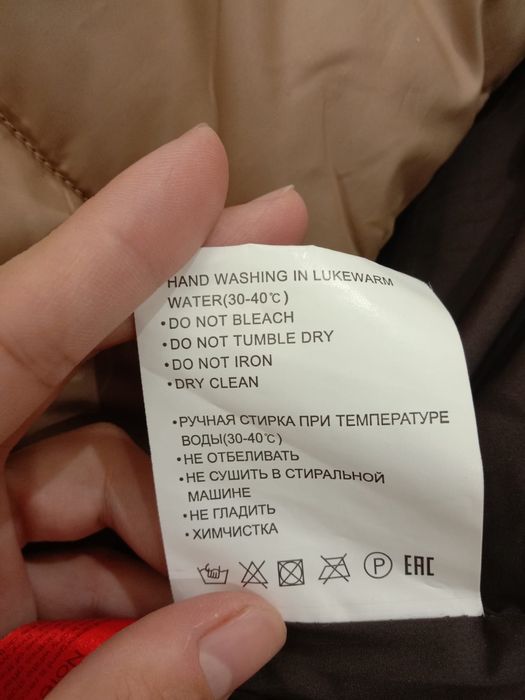 HAND WASHING IN LUKEWARM
WATER(30-40℃)
•DO NOT BLEACH
•DO NOT TUMBLE DRY
•DO NOT IRON
•DRY CLEAN
•РУЧНАЯ СТИРКА ПРИ ТЕМПЕРАТУРЕ
ВОДЫ(30-40℃)
•НЕ ОТБЕЛИВАТЬ
•НЕ СУШИТЬ В СТИРАЛЬНОЙ
МАШИНЕ
•НЕ ГЛАДИТЬ
•ХИМЧИСТКА
P EAC